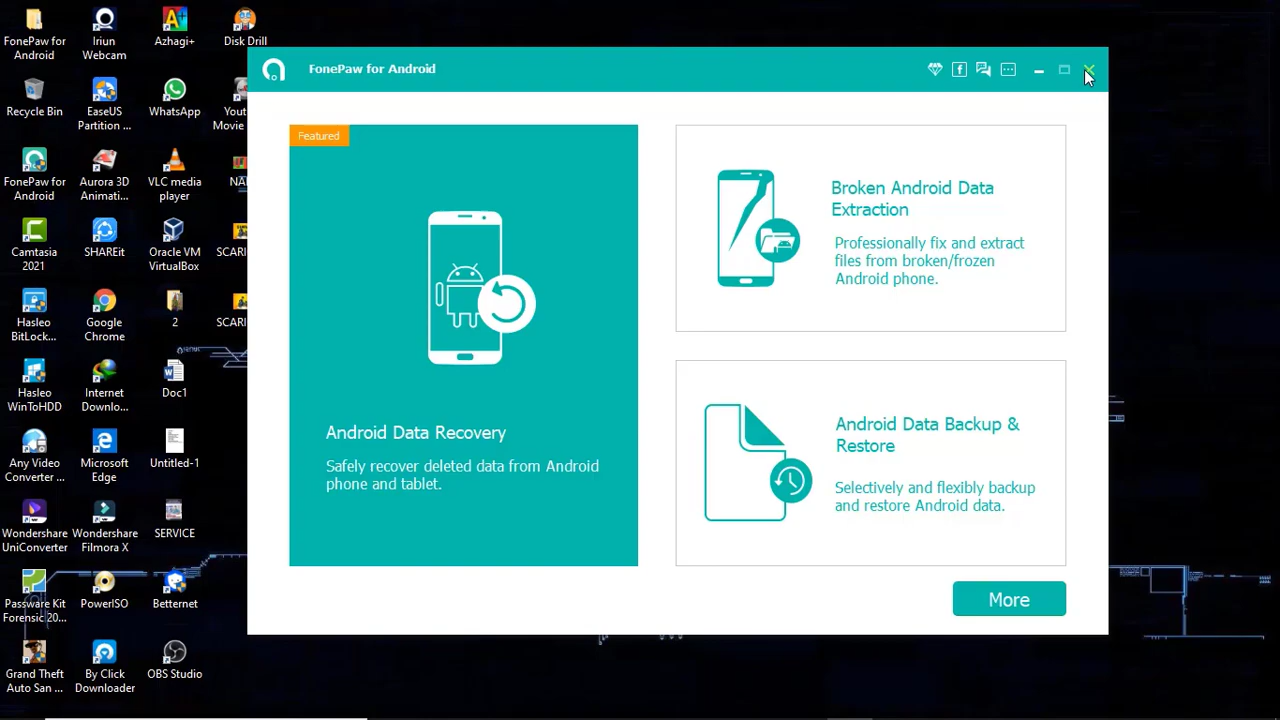 FonePaw for
Android
Iriun
Webcam
Azhagi+
Disk Drill
Recycle Bin
EaseUS
Partition ...
WhatsApp
Yout
Movie
FonePaw for
Android
Aurora 3D
Animati...
VLC media
player
Camtasia
2021
SHAREit
Oracle VM
VirtualBox
SCARI
Hasleo
BitLock...
Google
Chrome
2
SCARI
Hasleo
WinToHDD
Internet
Downlo...
Doc1
Any Video
Converter ...
Microsoft
Edge
Untitled-1
Wondershare
UniConverter
Wondershare
Filmora X
SERVICE
Passware Kit
Forensic 20...
PowerISO
Betternet
Grand Theft
Auto San ...
By Click
Downloader
OBS Studio
FonePaw for Android
Featured
Android Data Recovery
Safely recover deleted data from Android
phone and tablet.
Broken Android Data
Extraction
Professionally fix and extract
files from broken/frozen
Android phone.
Android Data Backup &
Restore
Selectively and flexibly backup
and restore Android data.
More